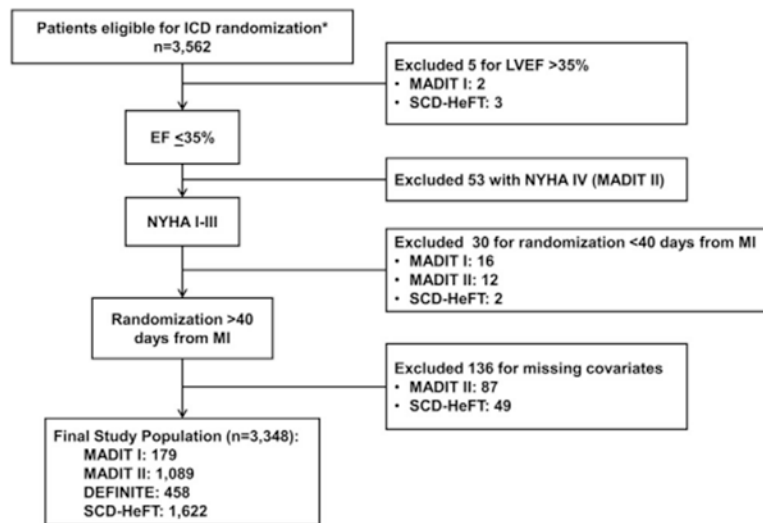 Patients eligible for ICD randomization*
n=3,562
Excluded 5 for LVEF >35%
• MADIT I: 2
• SCD-HeFT: 3
EF ≤35%
Excluded 53 with NYHA IV (MADIT II)
NYHA I-III
Excluded 30 for randomization <40 days from MI
• MADIT I: 16
• MADIT II: 12
• SCD-HeFT: 2
Randomization >40
days from MI
Excluded 136 for missing covariates
• MADIT II: 87
• SCD-HeFT: 49
Final Study Population (n=3,348):
MADIT I: 179
MADIT II: 1,089
DEFINITE: 458
SCD-HeFT: 1,622